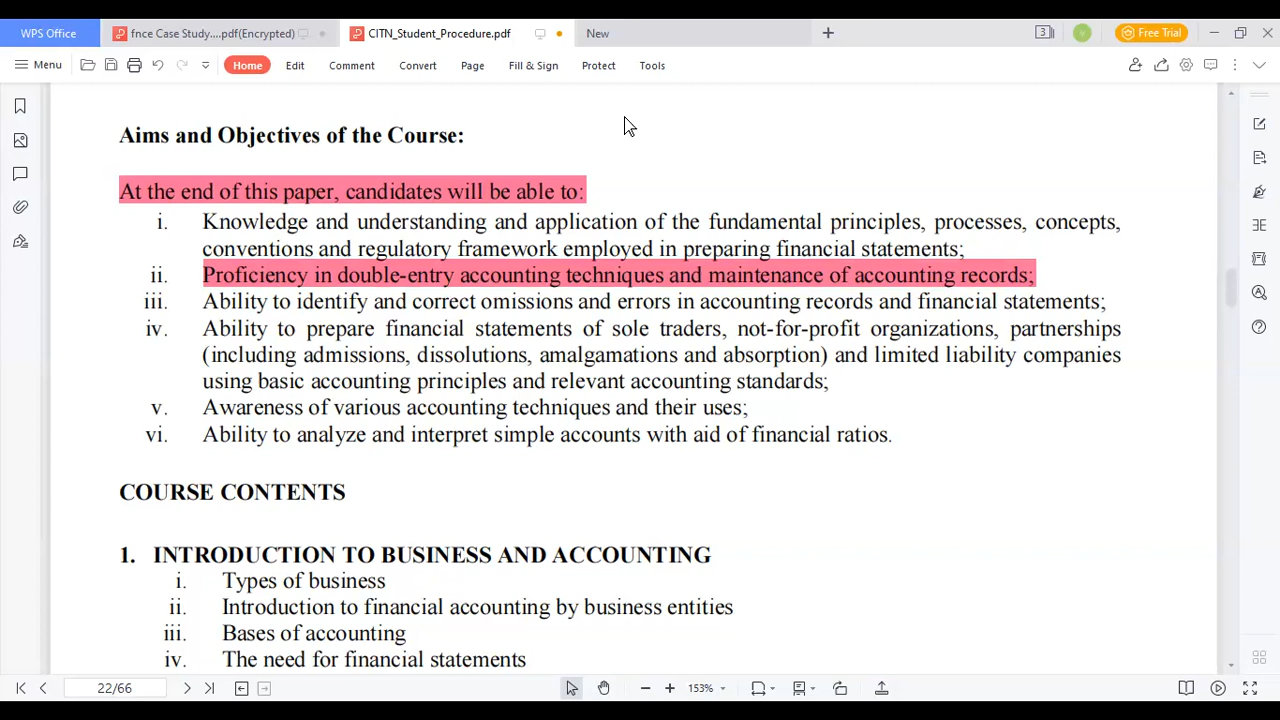 WPS Office
fnce Case Study....pdf(Encrypted)
CITN_Student_Procedure.pdf
New
3
Free Trial
Menu
Home
Edit
Comment
Convert
Page
Fill & Sign
Protect
Tools
Aims and Objectives of the Course:
At the end of this paper, candidates will be able to:
i. Knowledge and understanding and application of the fundamental principles, processes, concepts,
conventions and regulatory framework employed in preparing financial statements;
ii. Proficiency in double-entry accounting techniques and maintenance of accounting records;
iii. Ability to identify and correct omissions and errors in accounting records and financial statements;
iv. Ability to prepare financial statements of sole traders, not-for-profit organizations, partnerships
(including admissions, dissolutions, amalgamations and absorption) and limited liability companies
using basic accounting principles and relevant accounting standards;
v. Awareness of various accounting techniques and their uses;
vi. Ability to analyze and interpret simple accounts with aid of financial ratios.
COURSE CONTENTS
1. INTRODUCTION TO BUSINESS AND ACCOUNTING
i. Types of business
ii. Introduction to financial accounting by business entities
iii. Bases of accounting
iv. The need for financial statements
22/66
153%